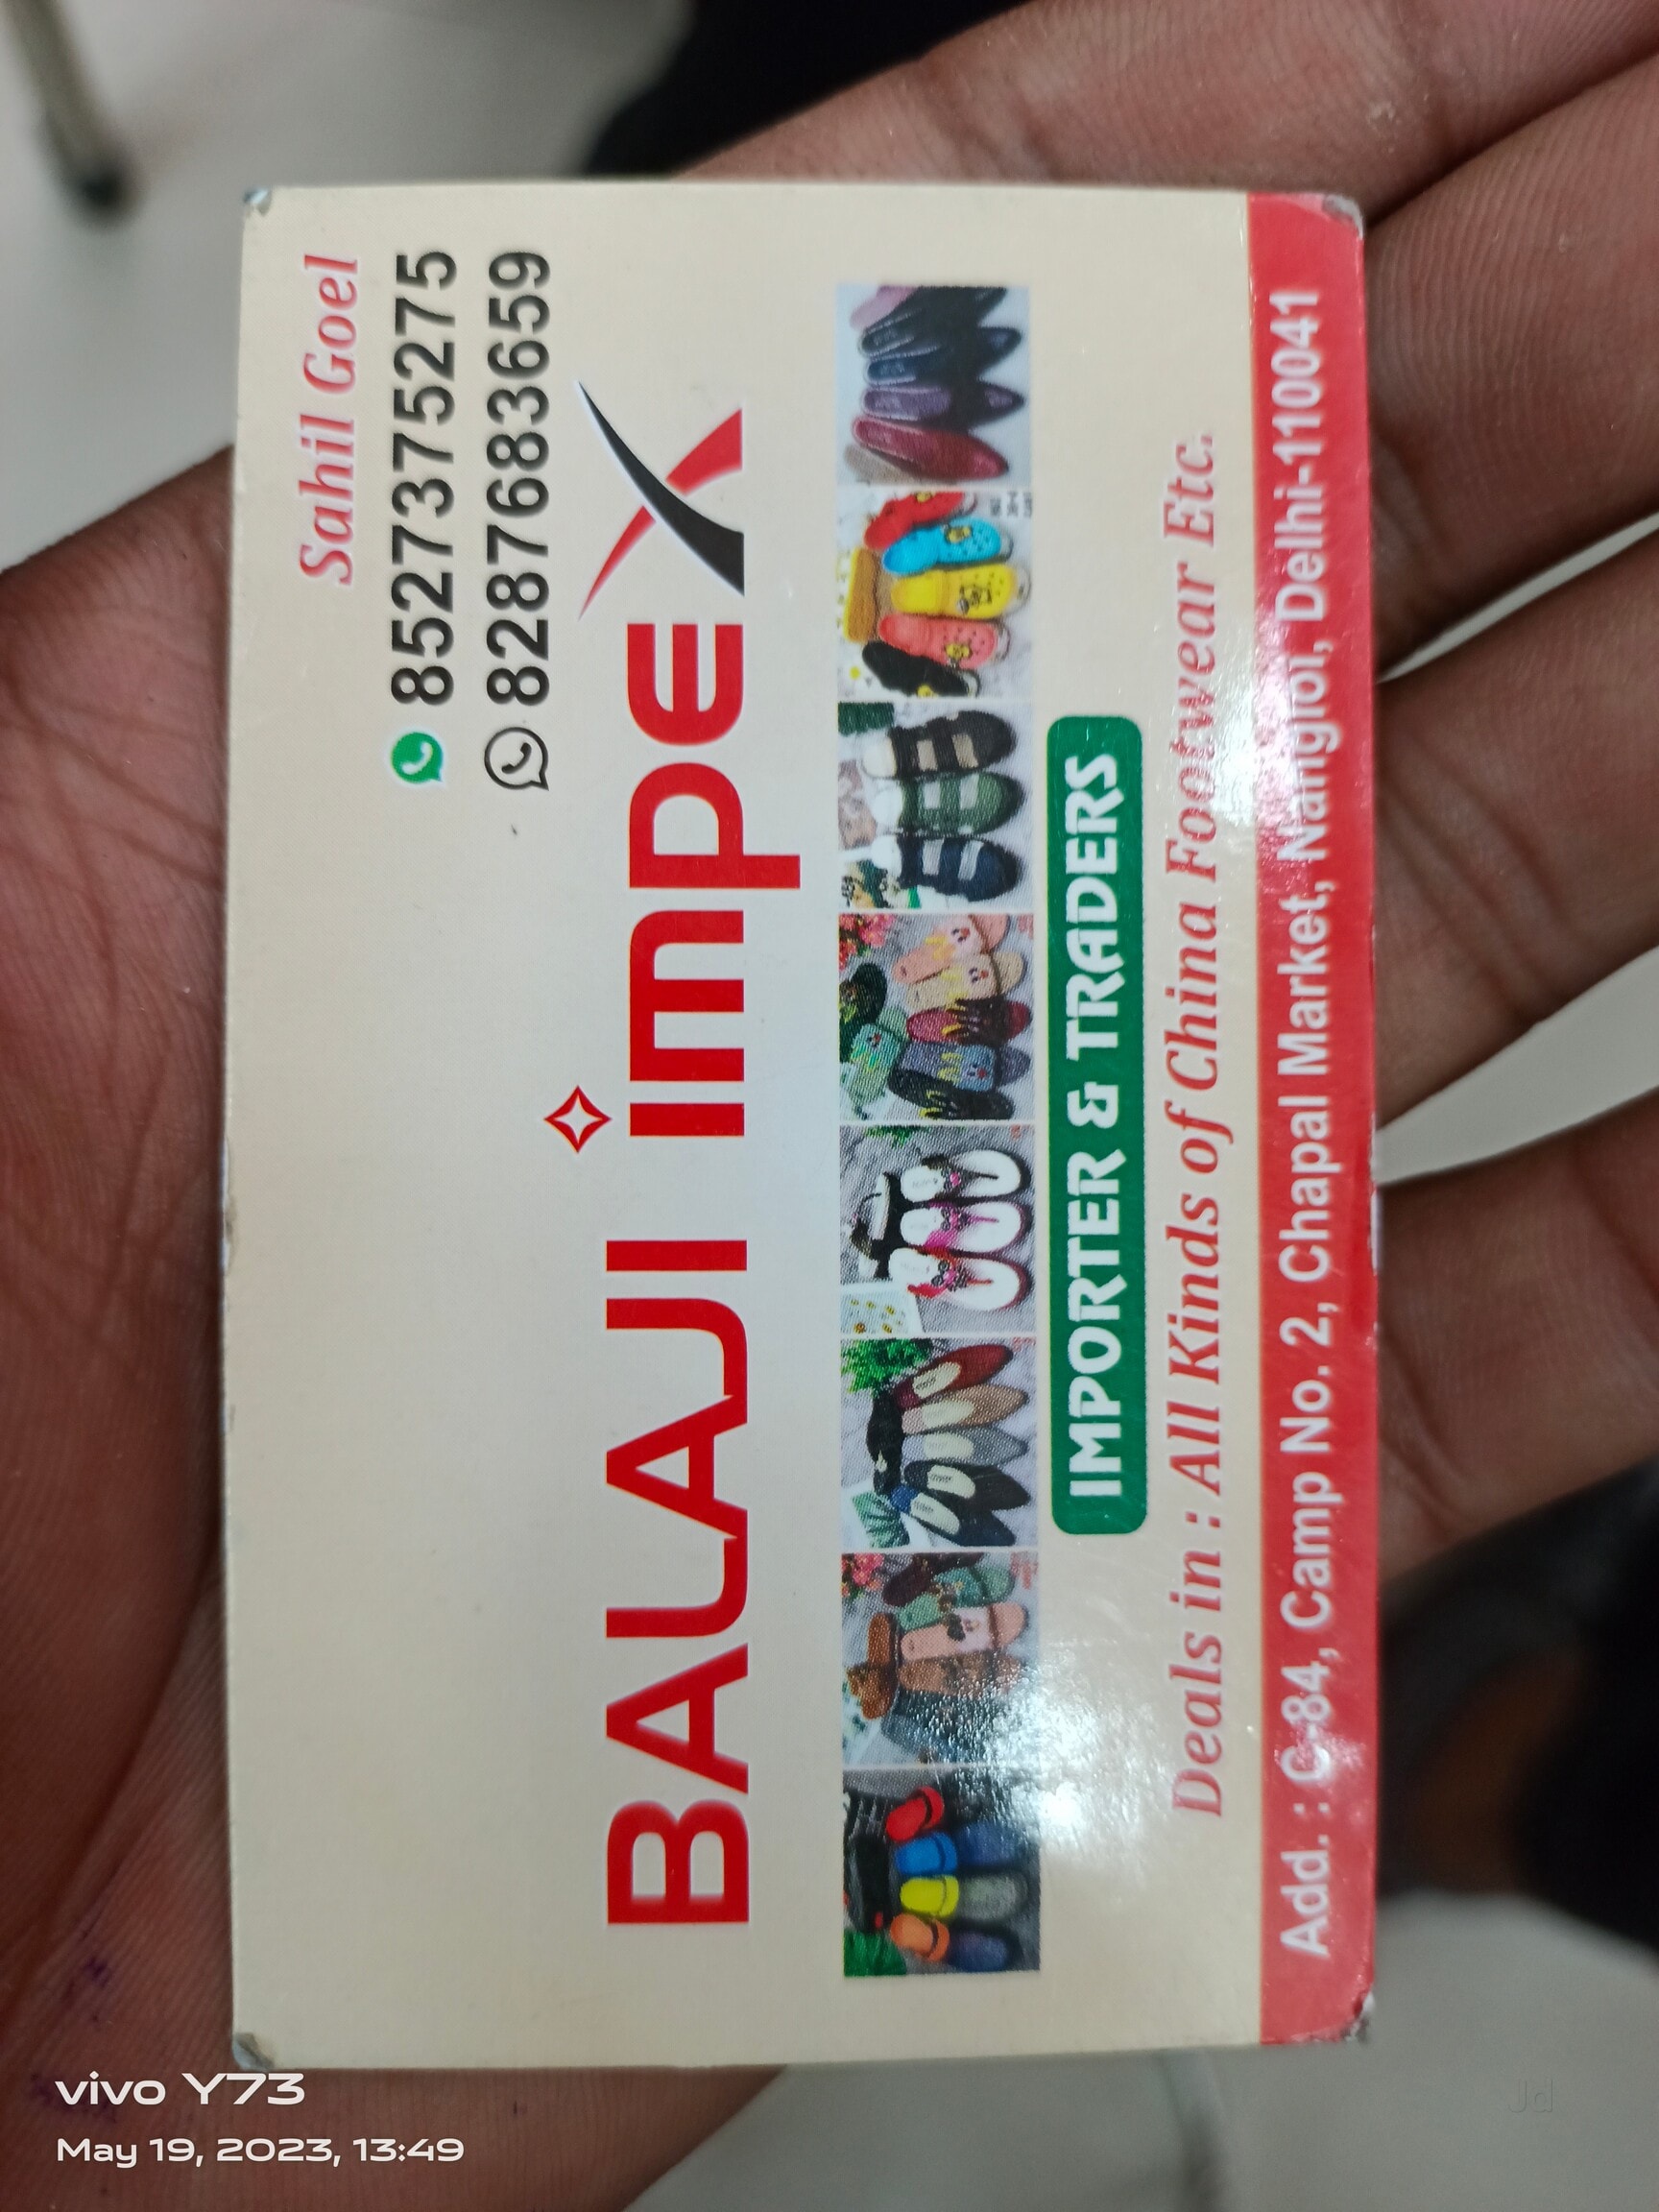 Sahil Goel
8527375275
8287683659
BALAJI impex
IMPORTER & TRADERS
Deals in : All Kinds of China Footwear Etc.
Add. : C-84, Camp No. 2, Chapal Market, Nangloi, Delhi-110041
vivo Y73
May 19, 2023, 13:49
Jd